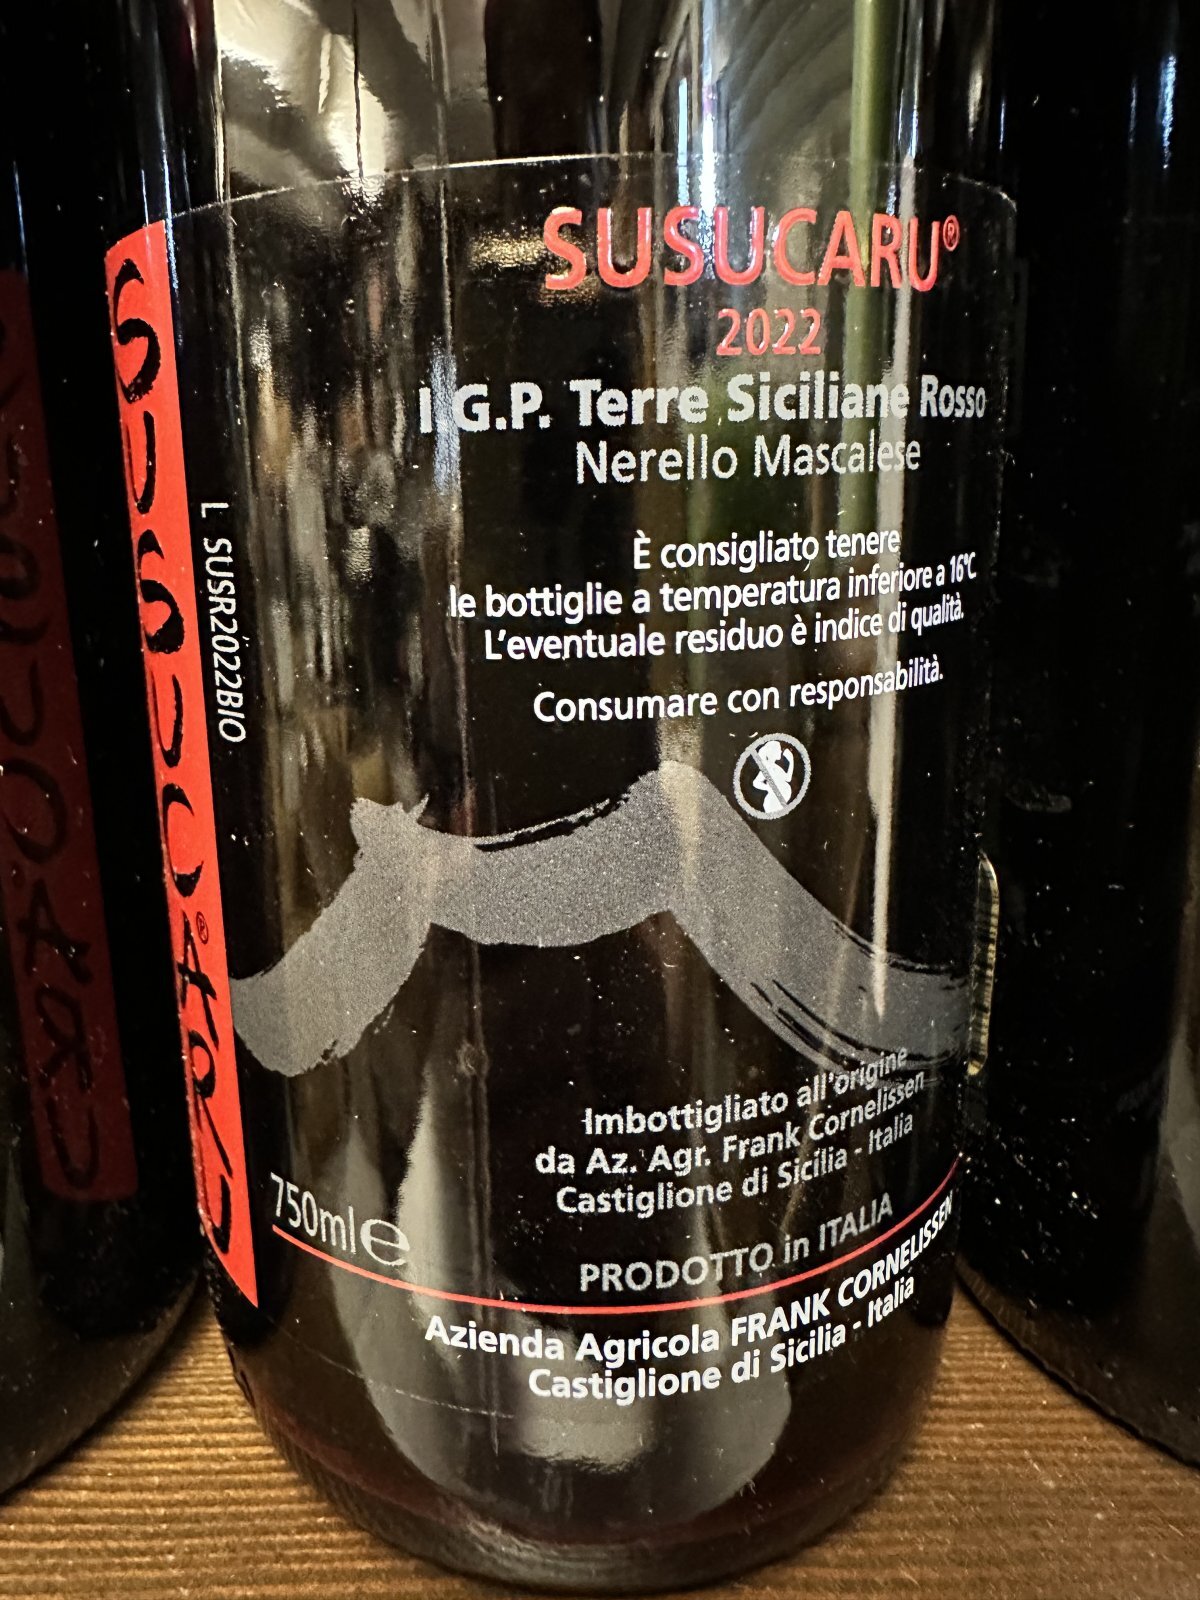 SUSUCARU®
2022
I.G.P. Terre Siciliane Rosso
Nerello Mascalese
È consigliato tenere
le bottiglie a temperatura inferiore a 16°C
L'eventuale residuo è indice di qualità.
Consumare con responsabilità.
Imbottigliato all'origine
da Az. Agr. Frank Cornelissen
Castiglione di Sicilia - Italia
750ml e
PRODOTTO in ITALIA
Azienda Agricola FRANK CORNELISSEN
Castiglione di Sicilia - Italia
SUSUCARU®
L SUSR2022BIO